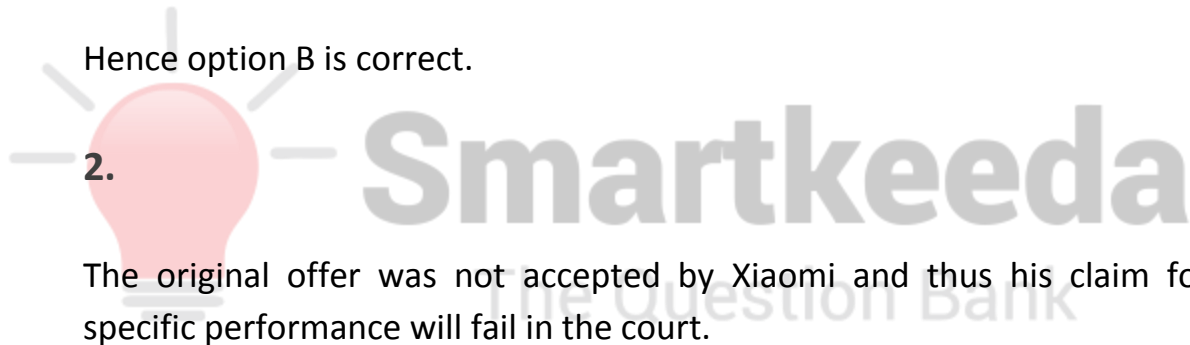 Hence option B is correct.
Smartkeeda
2.
The Question Bank
The original offer was not accepted by Xiaomi and thus his claim fo
specific performance will fail in the court.